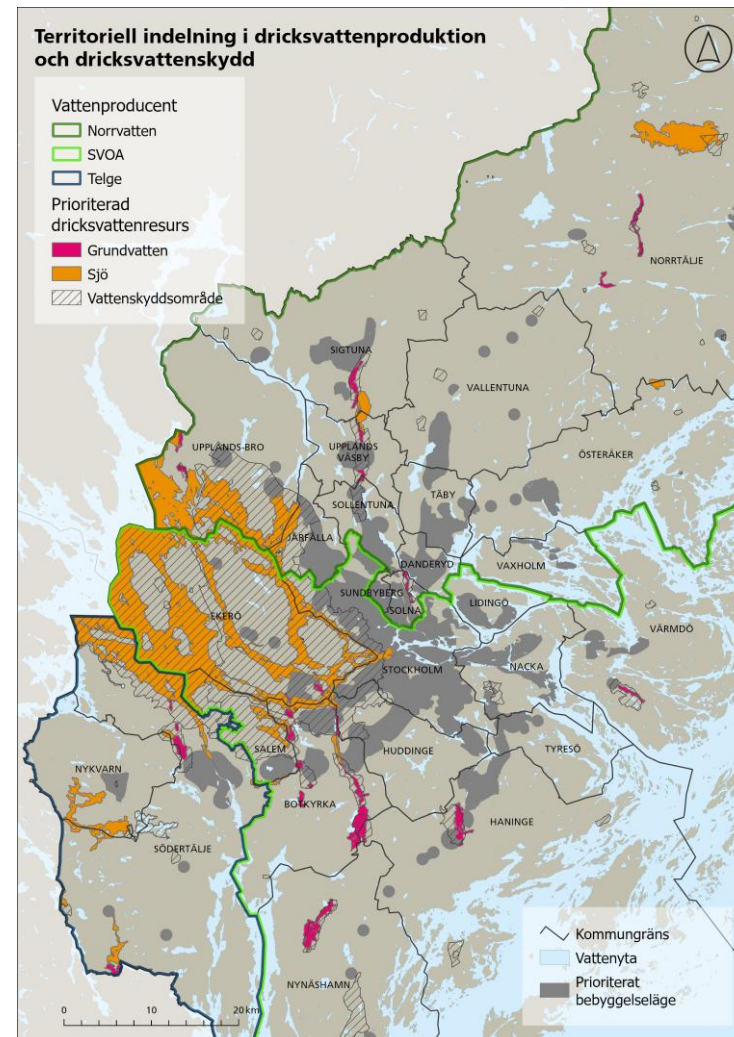 Territoriell indelning i dricksvattenproduktion
och dricksvattenskydd
Vattenproducent
Norrvatten
SVOA
Telge
Prioriterad
dricksvattenresurs
Grundvatten
Sjö
Vattenskyddsområde
NORRTÄLJE
SIGTUNA
VALLENTUNA
UPPLANDS-BRO
UPPLANDS
VÄSBY
ÖSTERÅKER
TÄBY
SOLLENTUNA
JÄRFÄLLA
DANDERYD
VAXHOLM
SUNDBYBERG
SOLNA
LIDINGÖ
EKERÖ
VÄRMDÖ
STOCKHOLM
NACKA
SALEM
HUDDINGE
TYRESÖ
NYKVARN
BOTKYRKA
HANINGE
SÖDERTÄLJE
NYNÄSHAMN
Kommungräns
Vattenyta
Prioriterat
bebyggelseläge
0 10 20 km